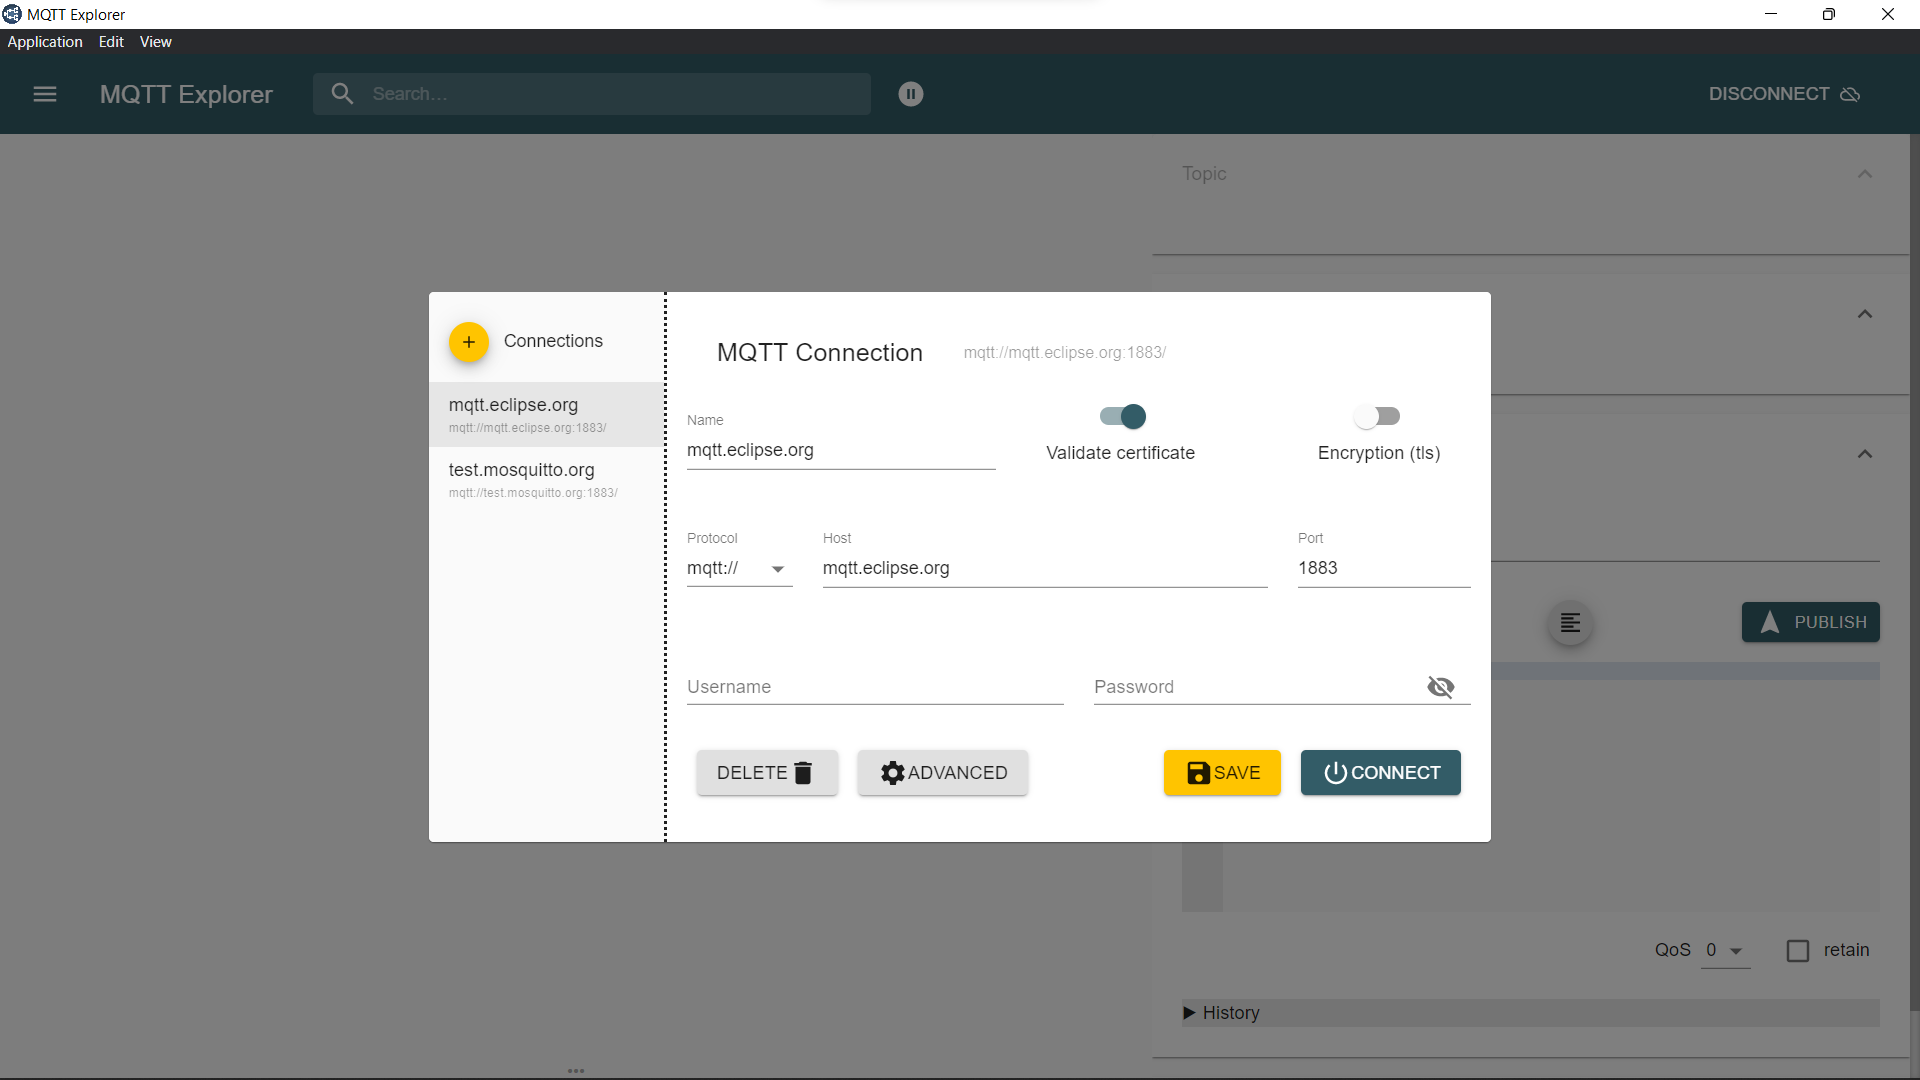 MQTT Explorer
Application Edit View
MQTT Explorer
Search...
DISCONNECT
Topic
Connections
mqtt.eclipse.org
mqtt://mqtt.eclipse.org:1883/
test.mosquitto.org
mqtt://test.mosquitto.org:1883/
MQTT Connection mqtt://mqtt.eclipse.org:1883/
Name
mqtt.eclipse.org
Validate certificate
Encryption (tls)
Protocol Host Port
mqtt:// mqtt.eclipse.org 1883
Username Password
DELETE ADVANCED SAVE CONNECT
PUBLISH
QoS 0 retain
History